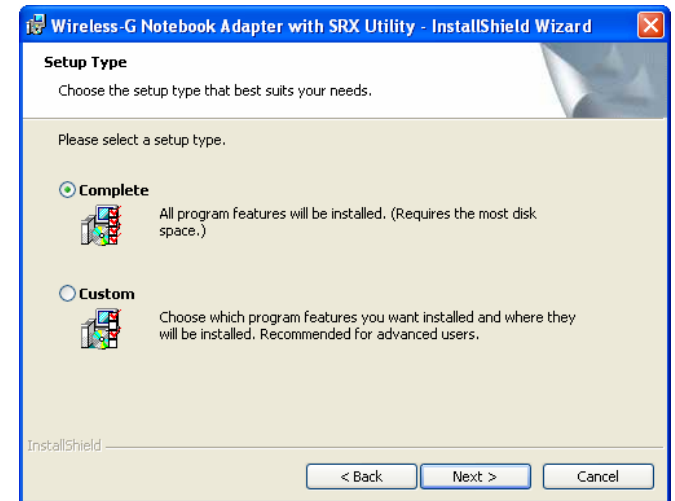 Wireless-G Notebook Adapter with SRX Utility - InstallShield Wizard
Setup Type
Choose the setup type that best suits your needs.
Please select a setup type.
Complete
All program features will be installed. (Requires the most disk
space.)
Custom
Choose which program features you want installed and where they
will be installed. Recommended for advanced users.
InstallShield
< Back
Next >
Cancel